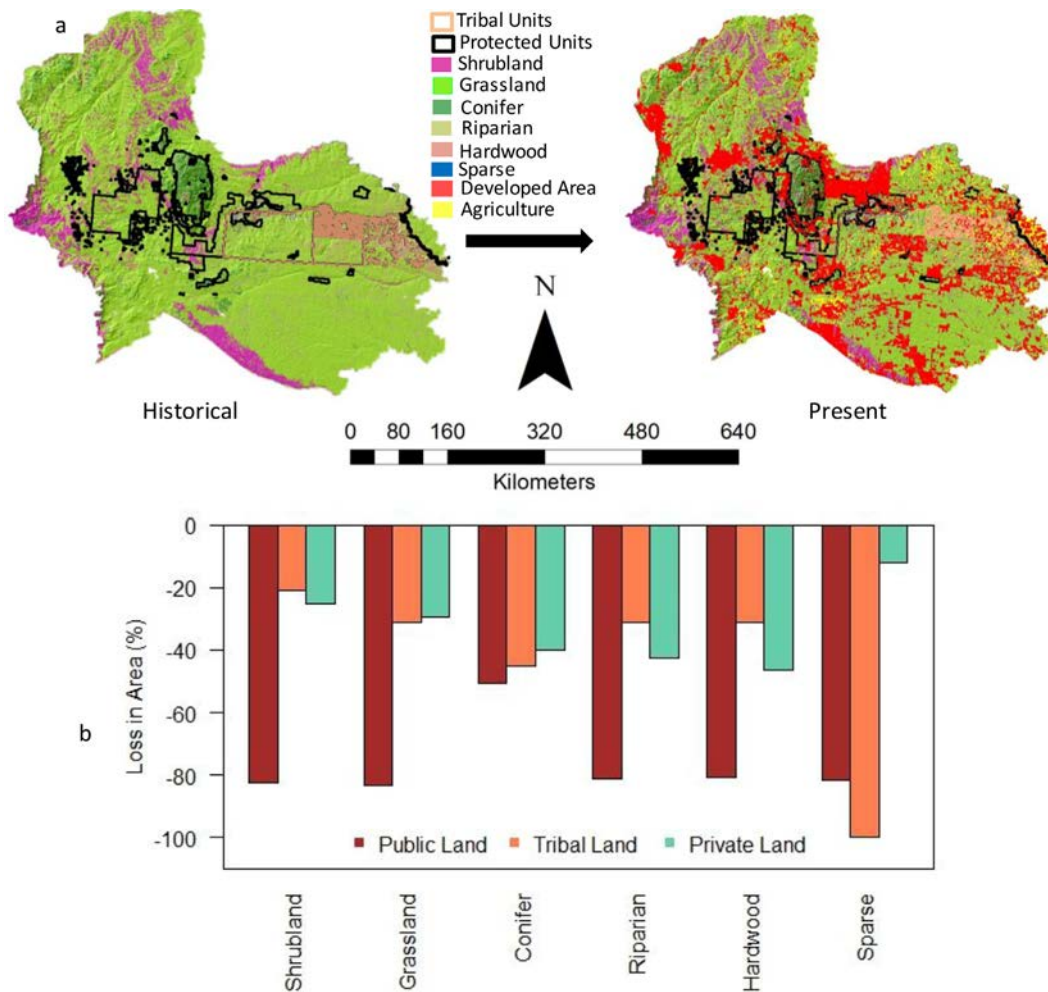 a
Tribal Units
Protected Units
Shrubland
Grassland
Conifer
Riparian
Hardwood
Sparse
Developed Area
Agriculture
N
Historical
Present
0 80 160 320 480 640
Kilometers
b
Loss in Area (%)
0
-20
-40
-60
-80
-100
Public Land Tribal Land Private Land
Shrubland
Grassland
Conifer
Riparian
Hardwood
Sparse